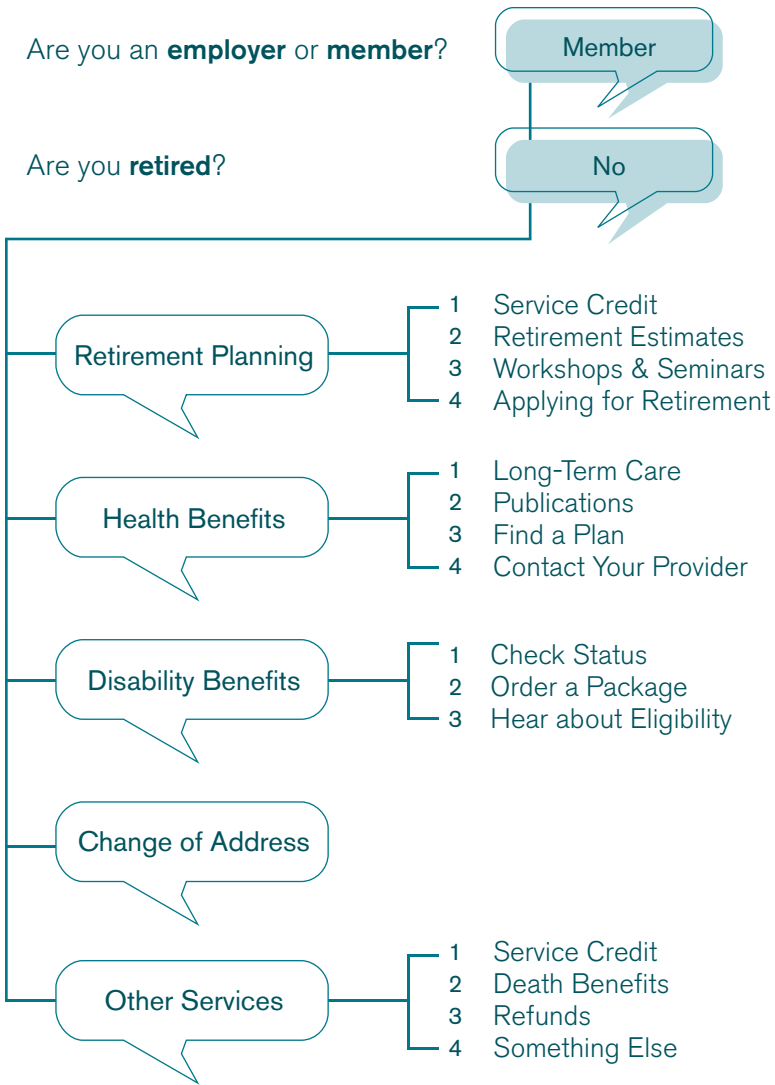 Are you an employer or member?
Member
Are you retired?
No
Retirement Planning
1 Service Credit
2 Retirement Estimates
3 Workshops & Seminars
4 Applying for Retirement
Health Benefits
1 Long-Term Care
2 Publications
3 Find a Plan
4 Contact Your Provider
Disability Benefits
1 Check Status
2 Order a Package
3 Hear about Eligibility
Change of Address
Other Services
1 Service Credit
2 Death Benefits
3 Refunds
4 Something Else